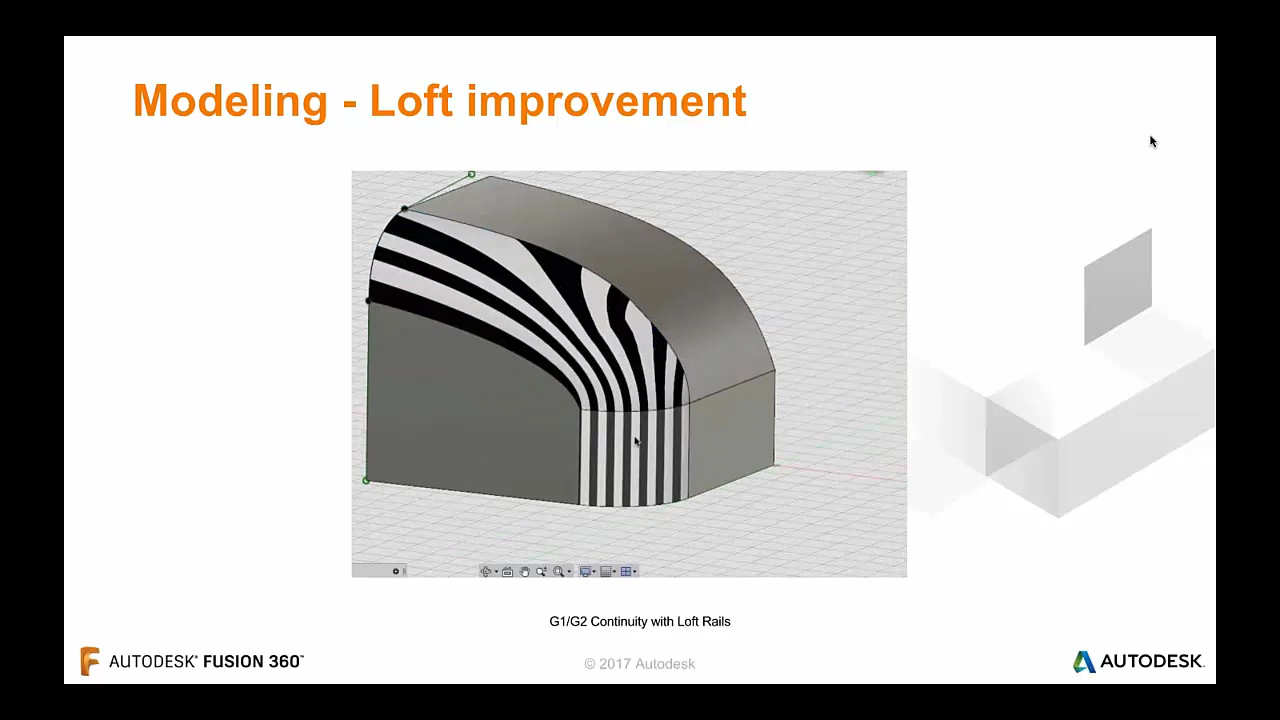 Modeling - Loft improvement
G1/G2 Continuity with Loft Rails
AUTODESK® FUSION 360™
© 2017 Autodesk
AUTODESK.